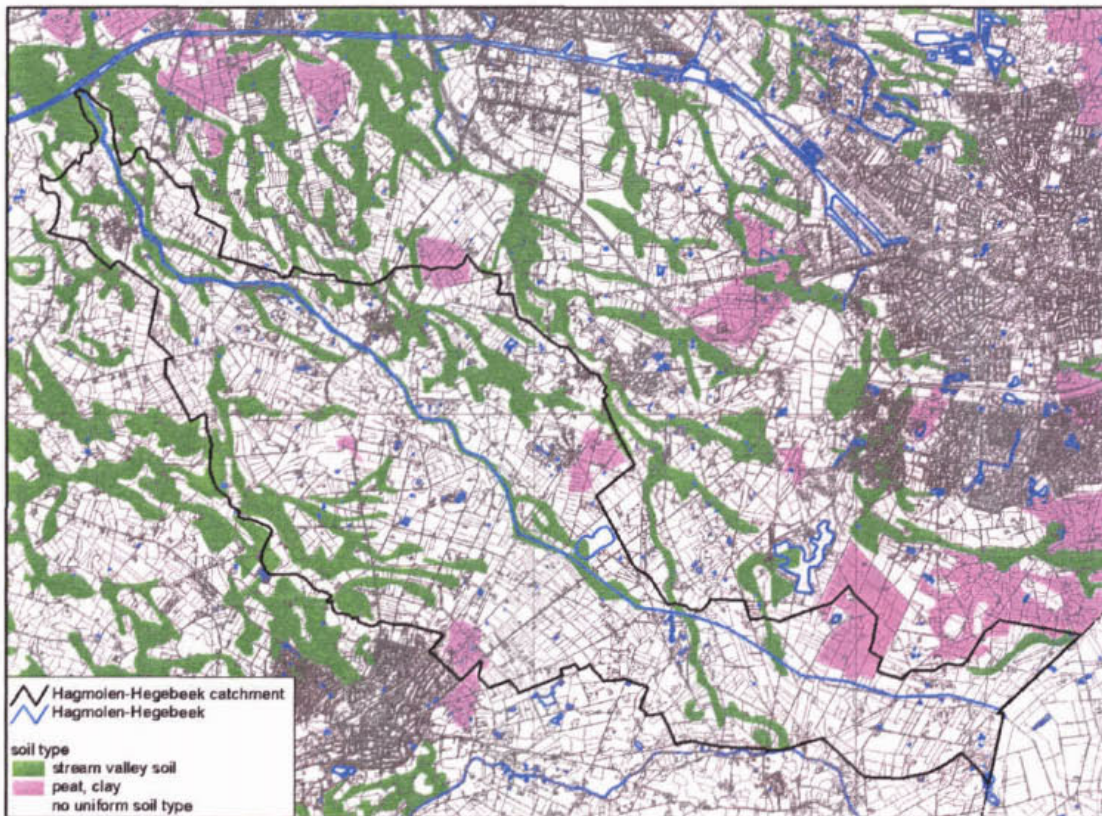 Hagmolen-Hegebeek catchment
Hagmolen-Hegebeek
soil type
stream valley soil
peat, clay
no uniform soil type